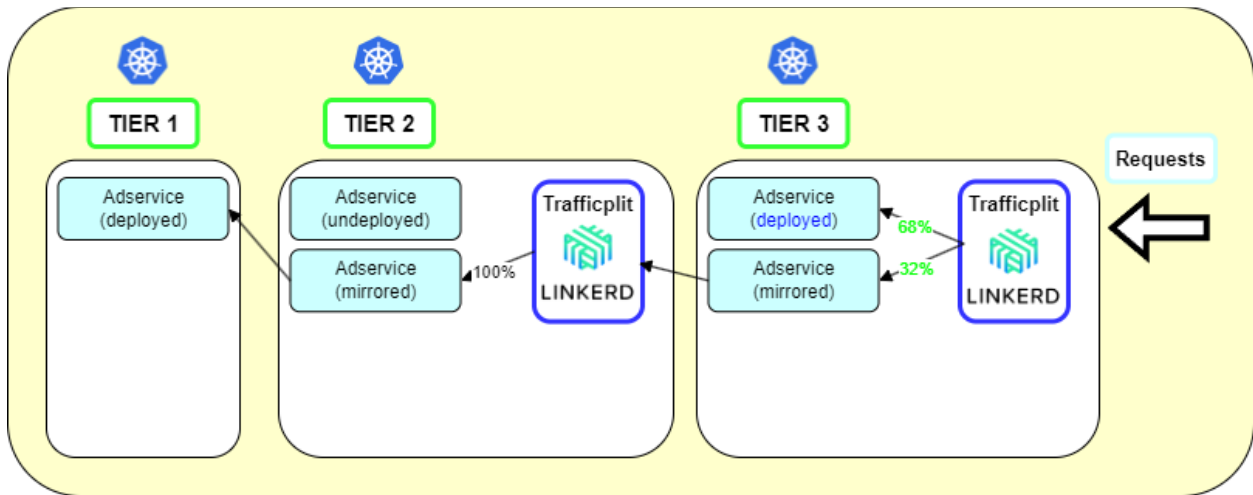 TIER 1
TIER 2
TIER 3
Requests
Adservice
(deployed)
Adservice
(undeployed)
Adservice
(mirrored)
100%
Trafficplit
LINKERD
Adservice
(deployed)
Adservice
(mirrored)
68%
32%
Trafficplit
LINKERD